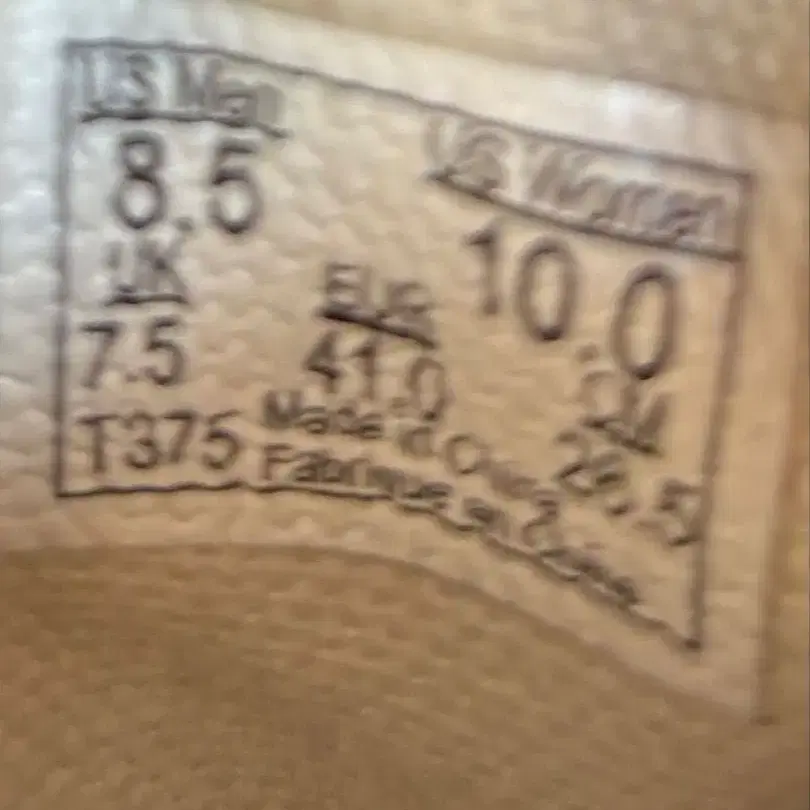 US Men
US Women
8.5
10.0
UK
EUR
CM
7.5
41.0
26.5
T375
Made in China
Fabrique en Chine